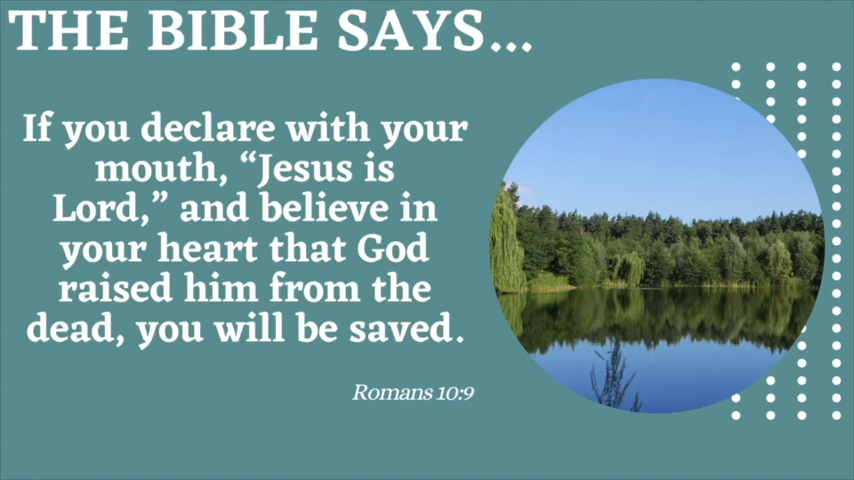 THE BIBLE SAYS...
If you declare with your
mouth, “Jesus is
Lord,” and believe in
your heart that God
raised him from the
dead, you will be saved.
Romans 10:9